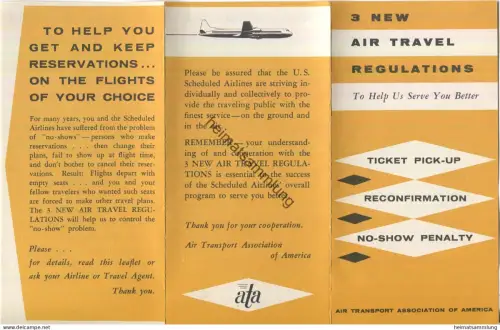 TO HELP YOU
GET AND KEEP
RESERVATIONS...
ON THE FLIGHTS
OF YOUR CHOICE
For many years, you and the Scheduled
Airlines have suffered from the problem
of "no-shows"—persons who make
reservations . . . then change their
plans, fail to show up at flight time,
and don't bother to cancel their reser-
vations. Result: Flights depart with
empty seats . . . and you and your
fellow travelers who wanted such seats
are forced to make other travel plans.
The 3 NEW AIR TRAVEL REGU-
LATIONS will help us to control the
"no-show" problem.
Please . . .
for details, read this leaflet or
ask your Airline or Travel Agent.
Thank you.
Please be assured that the U. S.
Scheduled Airlines are striving in-
dividually and collectively to pro-
vide the traveling public with the
finest service—on the ground and
in the
REMEMBER your understand-
ing of and cooperation with the
3 NEW AIR TRAVEL REGULA-
TIONS is essential to the success
of the Scheduled Airlines' overall
program to serve you better.
Thank you for your cooperation.
Air Transport Association
of America
ata
3 NEW
AIR TRAVEL
REGULATIONS
To Help Us Serve You Better
TICKET PICK-UP
RECONFIRMATION
NO-SHOW PENALTY
AIR TRANSPORT ASSOCIATION OF AMERICA
heimatsammlung
www.delcampe.net
heimatsammlung